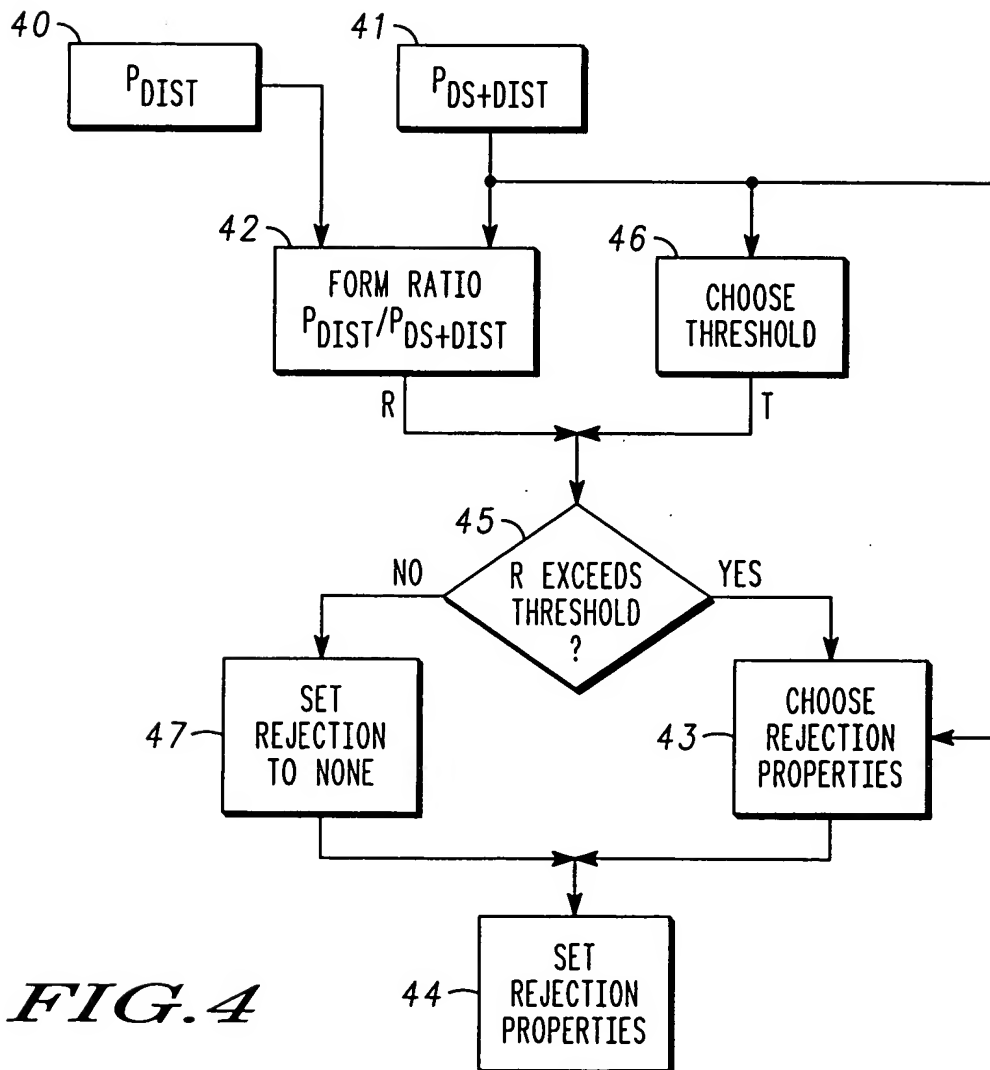 40
P_DIST
41
P_DS+DIST
42
FORM RATIO
P_DIST/P_DS+DIST
46
CHOOSE
THRESHOLD
R
T
45
R EXCEEDS
THRESHOLD
?
NO
YES
47
SET
REJECTION
TO NONE
43
CHOOSE
REJECTION
PROPERTIES
44
SET
REJECTION
PROPERTIES
FIG.4